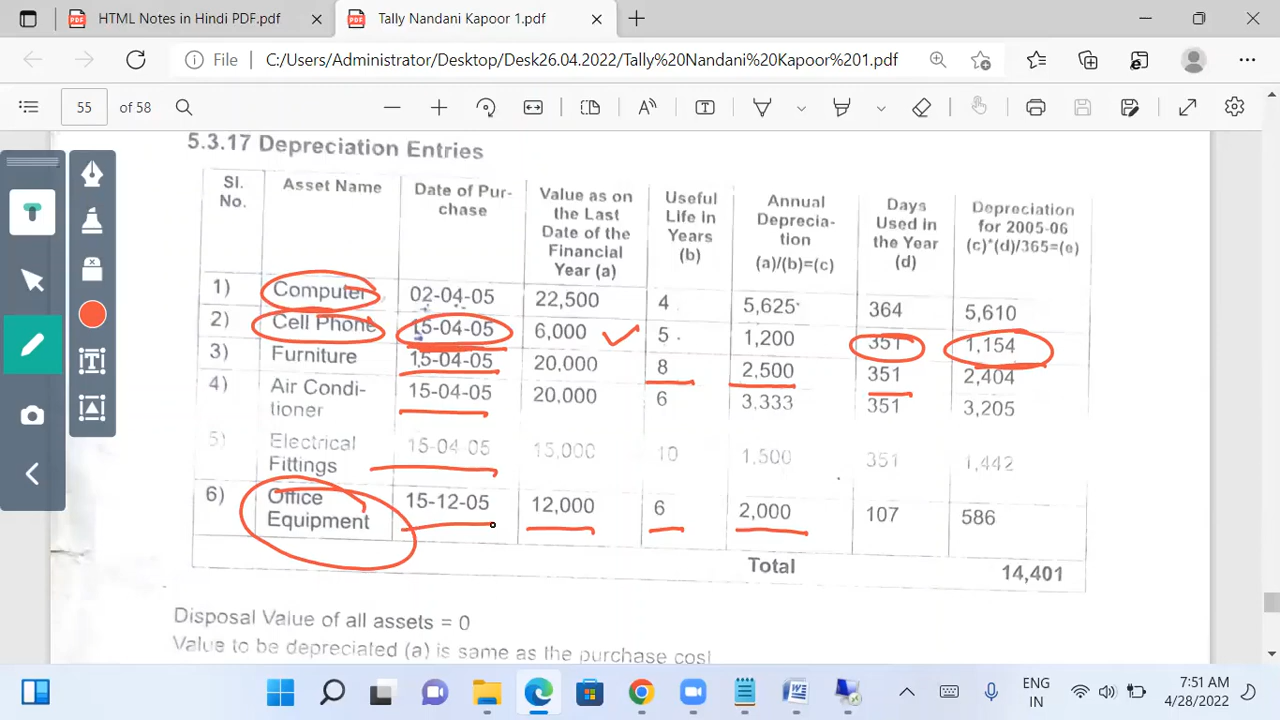 HTML Notes in Hindi PDF.pdf
Tally Nandani Kapoor 1.pdf
File
C:/Users/Administrator/Desktop/Desk26.04.2022/Tally%20Nandani%20Kapoor%201.pdf
55 of 58
5.3.17 Depreciation Entries
Sl. No. Asset Name Date of Pur-chase Value as on the Last Date of the Financial Year (a) Useful Life in Years (b) Annual Deprecia-tion (a)/(b)=(c) Days Used in the Year (d) Depreciation for 2005-06 (c)*(d)/365=(e)
1) Computer 02-04-05 22,500 4 5,625 364 5,610
2) Cell Phone 15-04-05 6,000 5 1,200 351 1,154
3) Furniture 15-04-05 20,000 8 2,500 351 2,404
4) Air Condi-tioner 15-04-05 20,000 6 3,333 351 3,205
5) Electrical Fittings 15-04-05 15,000 10 1,500 351 1,442
6) Office Equipment 15-12-05 12,000 6 2,000 107 586
Total 14,401
Disposal Value of all assets = 0
Value to be depreciated (a) is same as the purchase cost
ENG
IN
7:51 AM
4/28/2022